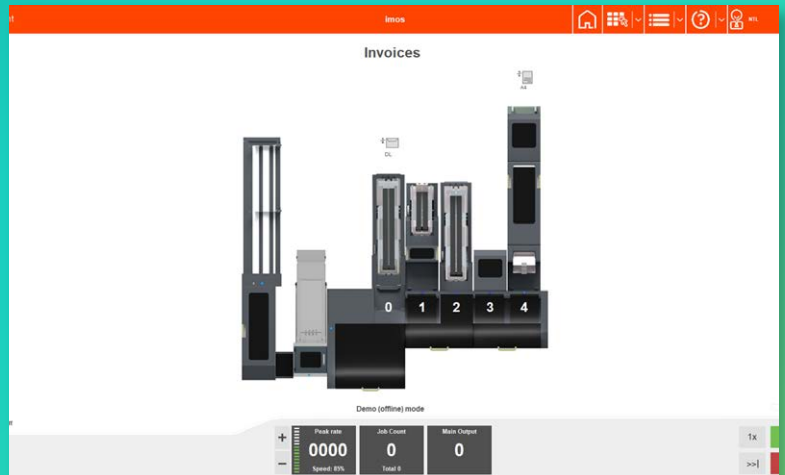 imos
Invoices
A4
DL
0 1 2 3 4
Demo (offline) mode
+
Peak rate
0000
Speed: 85%
Job Count
0
Total 0
Main Output
0
−
1x
>>|